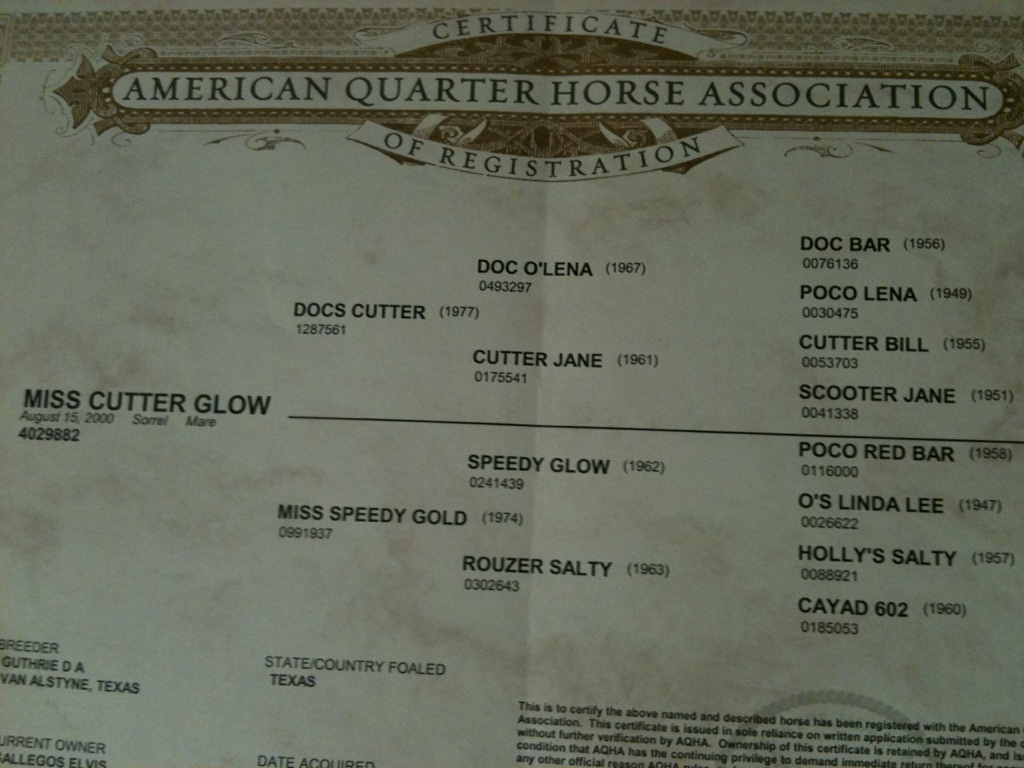 CERTIFICATE
AMERICAN QUARTER HORSE ASSOCIATION
OF REGISTRATION
DOC BAR (1956)
0076136
DOC O'LENA (1967)
0493297
POCO LENA (1949)
0030475
DOCS CUTTER (1977)
1287561
CUTTER BILL (1955)
0053703
CUTTER JANE (1961)
0175541
SCOOTER JANE (1951)
0041338
MISS CUTTER GLOW
August 15, 2000 Sorrel Mare
4029882
POCO RED BAR (1958)
0116000
SPEEDY GLOW (1962)
0241439
O'S LINDA LEE (1947)
0026622
MISS SPEEDY GOLD (1974)
0991937
HOLLY'S SALTY (1957)
0088921
ROUZER SALTY (1963)
0302643
CAYAD 602 (1960)
0185053
BREEDER
GUTHRIE D A
VAN ALSTYNE, TEXAS
STATE/COUNTRY FOALED
TEXAS
URRENT OWNER
GALLEGOS ELVIS
DATE ACQUIRED
This is to certify the above named and described horse has been registered with the American
Association. This certificate is issued in sole reliance on written application submitted by the
without further verification by AQHA. Ownership of this certificate is retained by AQHA, and is
condition that AQHA has the continuing privilege to demand immediate return thereof for
any other official reason AQHA